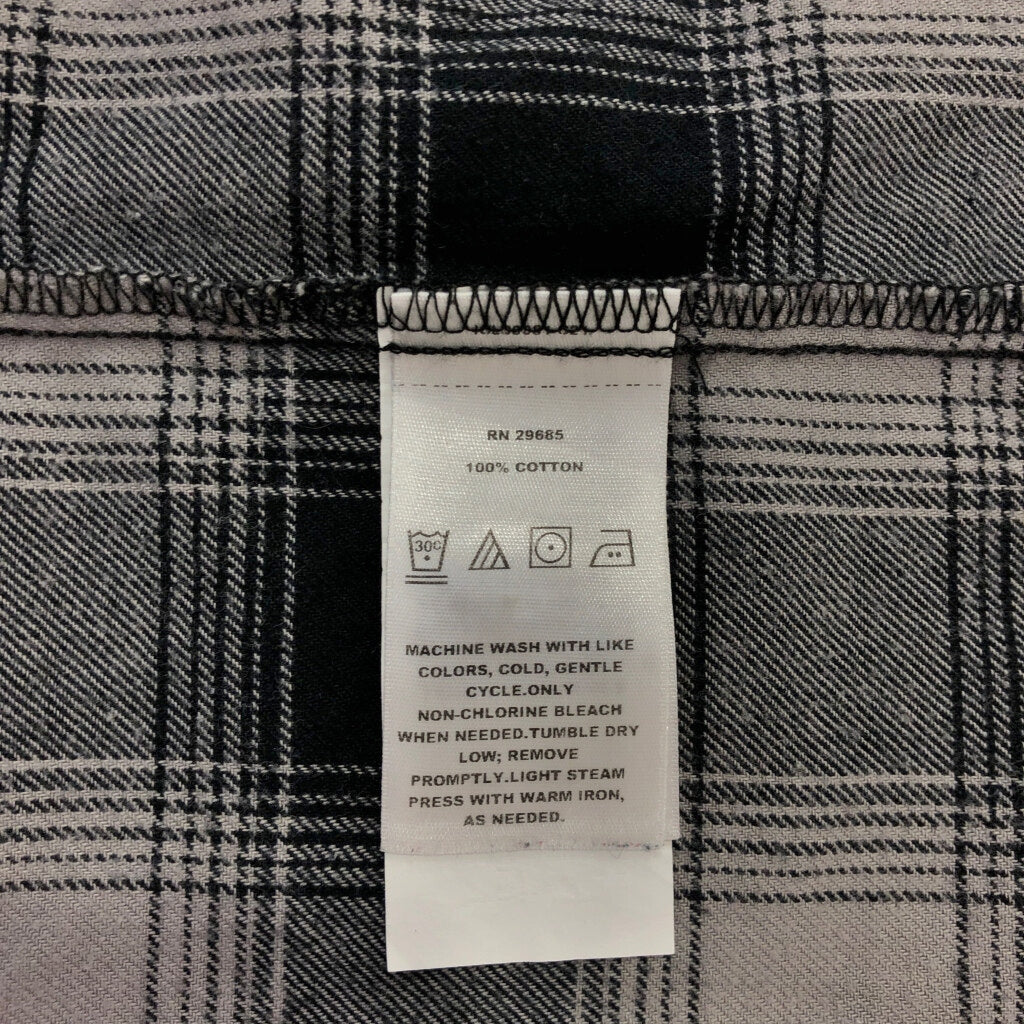 RN 29685
100% COTTON
30C
MACHINE WASH WITH LIKE
COLORS, COLD, GENTLE
CYCLE.ONLY
NON-CHLORINE BLEACH
WHEN NEEDED.TUMBLE DRY
LOW; REMOVE
PROMPTLY.LIGHT STEAM
PRESS WITH WARM IRON,
AS NEEDED.